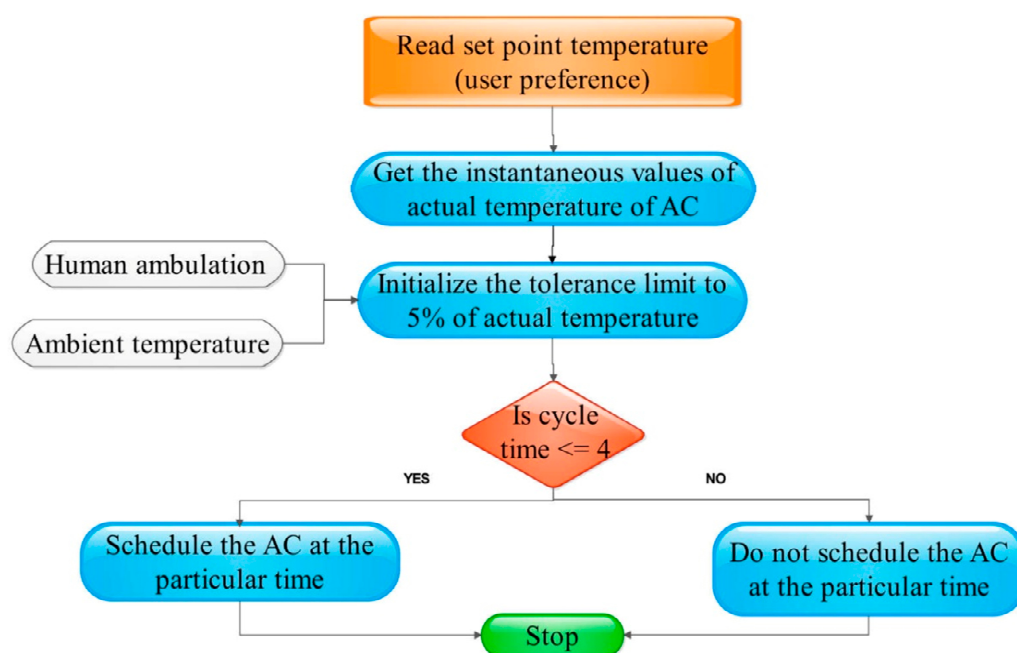 Read set point temperature
(user preference)
Get the instantaneous values of
actual temperature of AC
Human ambulation
Initialize the tolerance limit to
5% of actual temperature
Ambient temperature
Is cycle
time <= 4
YES
NO
Schedule the AC at the
particular time
Do not schedule the AC
at the particular time
Stop